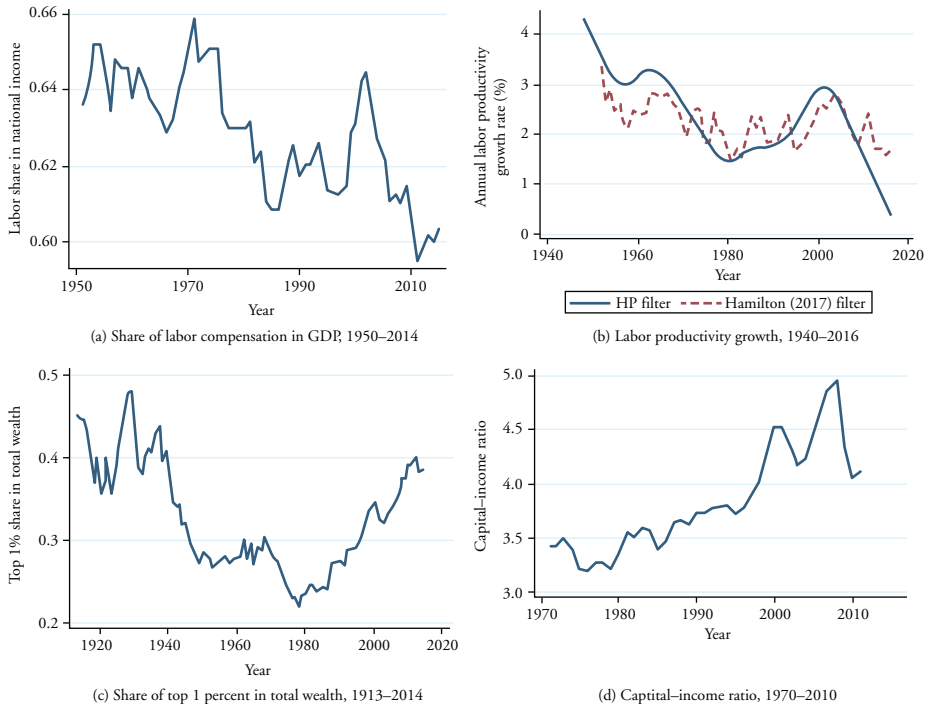 Labor share in national income
0.66
0.64
0.62
0.60
1950 1970 1990 2010
Year
(a) Share of labor compensation in GDP, 1950–2014
Annual labor productivity
growth rate (%)
4
3
2
1
0
1940 1960 1980 2000 2020
Year
HP filter Hamilton (2017) filter
(b) Labor productivity growth, 1940–2016
Top 1% share in total wealth
0.5
0.4
0.3
0.2
1920 1940 1960 1980 2000 2020
Year
(c) Share of top 1 percent in total wealth, 1913–2014
Capital–income ratio
5.0
4.5
4.0
3.5
3.0
1970 1980 1990 2000 2010
Year
(d) Captital–income ratio, 1970–2010